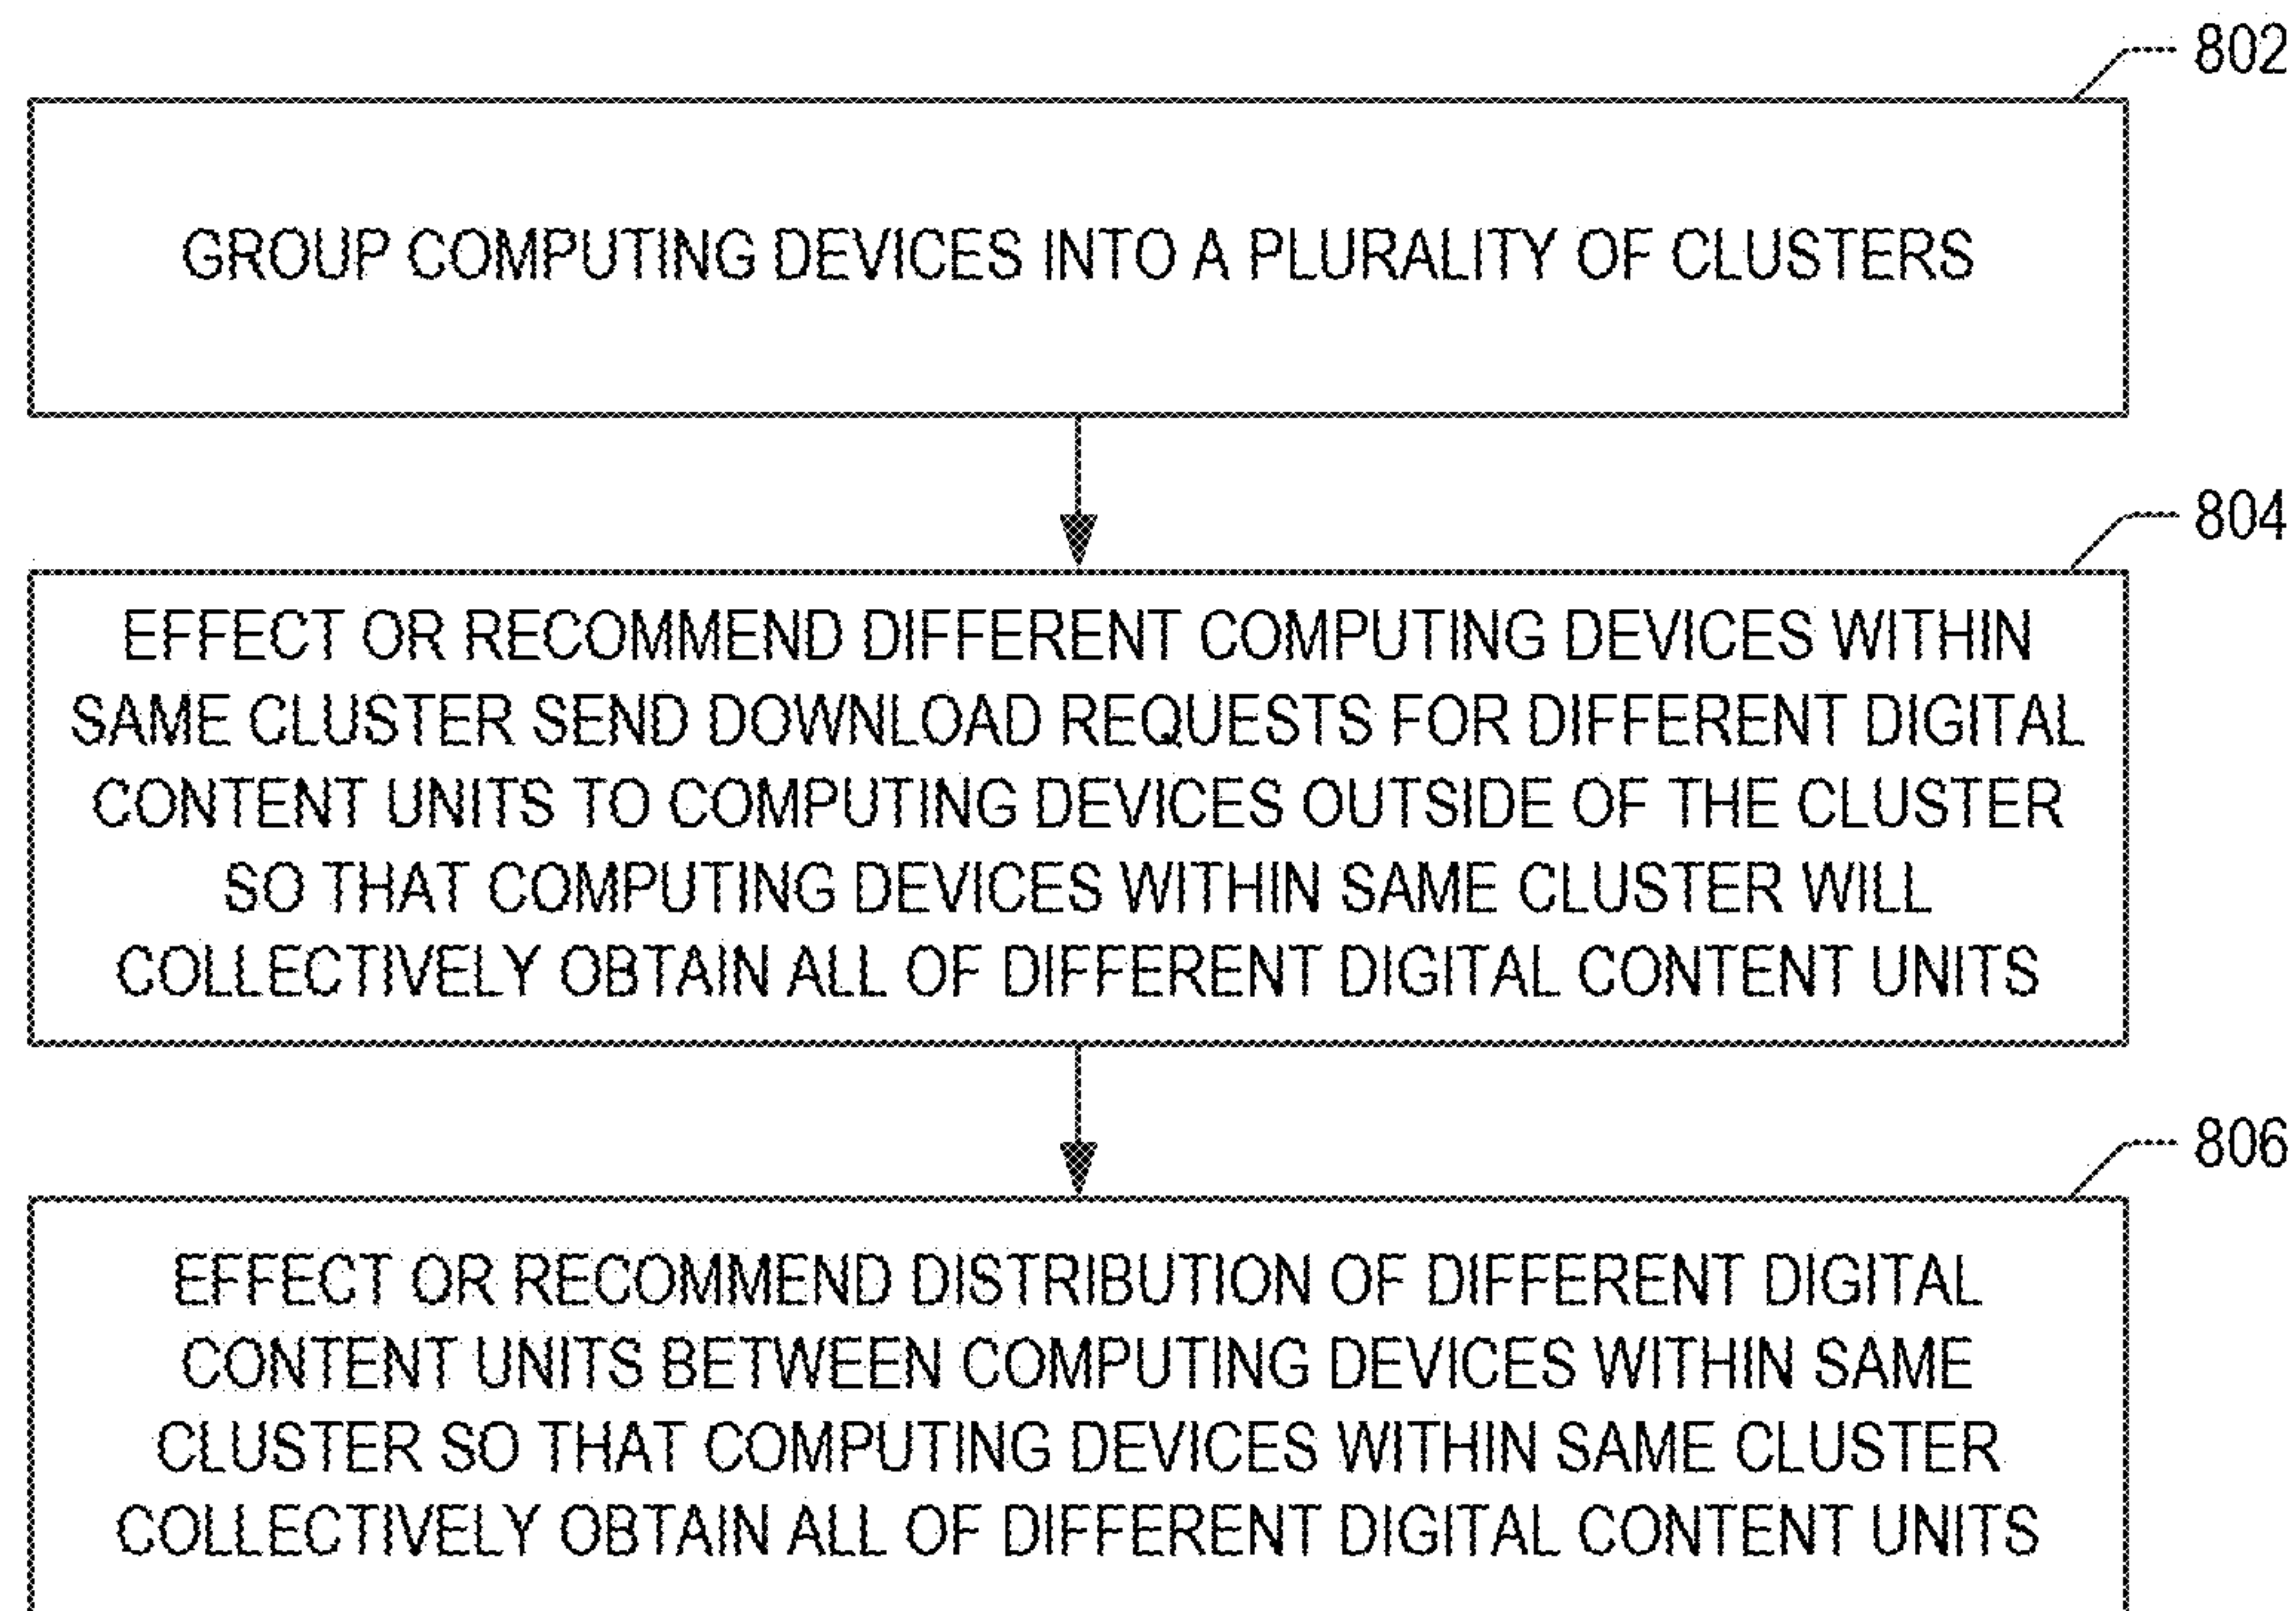 802
GROUP COMPUTING DEVICES INTO A PLURALITY OF CLUSTERS
804
EFFECT OR RECOMMEND DIFFERENT COMPUTING DEVICES WITHIN
SAME CLUSTER SEND DOWNLOAD REQUESTS FOR DIFFERENT DIGITAL
CONTENT UNITS TO COMPUTING DEVICES OUTSIDE OF THE CLUSTER
SO THAT COMPUTING DEVICES WITHIN SAME CLUSTER WILL
COLLECTIVELY OBTAIN ALL OF DIFFERENT DIGITAL CONTENT UNITS
806
EFFECT OR RECOMMEND DISTRIBUTION OF DIFFERENT DIGITAL
CONTENT UNITS BETWEEN COMPUTING DEVICES WITHIN SAME
CLUSTER SO THAT COMPUTING DEVICES WITHIN SAME CLUSTER
COLLECTIVELY OBTAIN ALL OF DIFFERENT DIGITAL CONTENT UNITS